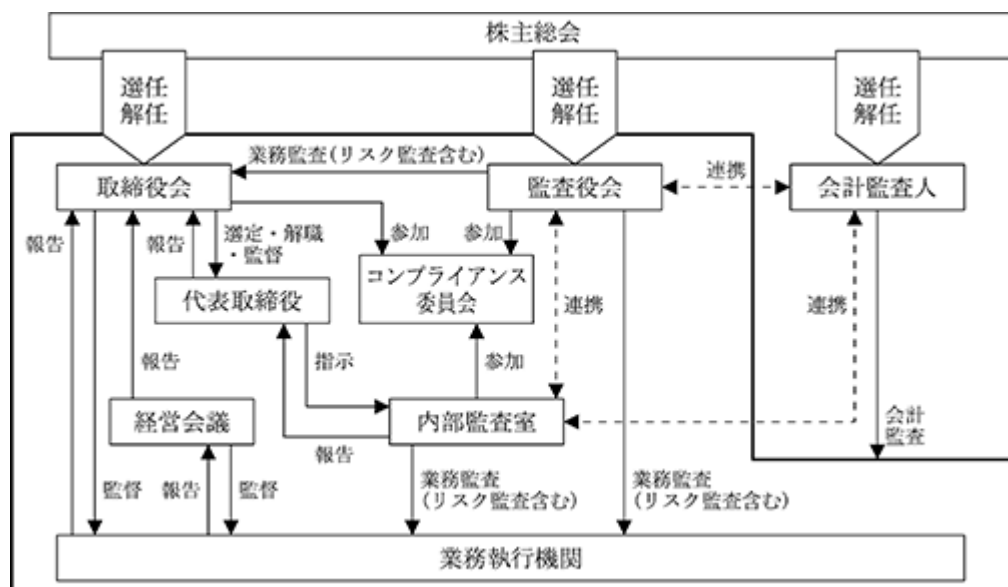 株主総会
選任
解任
選任
解任
選任
解任
業務監査(リスク監査含む)
取締役会
監査役会
連携
会計監査人
報告
報告
選定・解職
・監督
参加
参加
代表取締役
コンプライアンス
委員会
連携
連携
報告
指示
参加
経営会議
内部監査室
会計
監査
報告
監督
報告
監督
業務監査
(リスク監査含む)
業務監査
(リスク監査含む)
業務執行機関